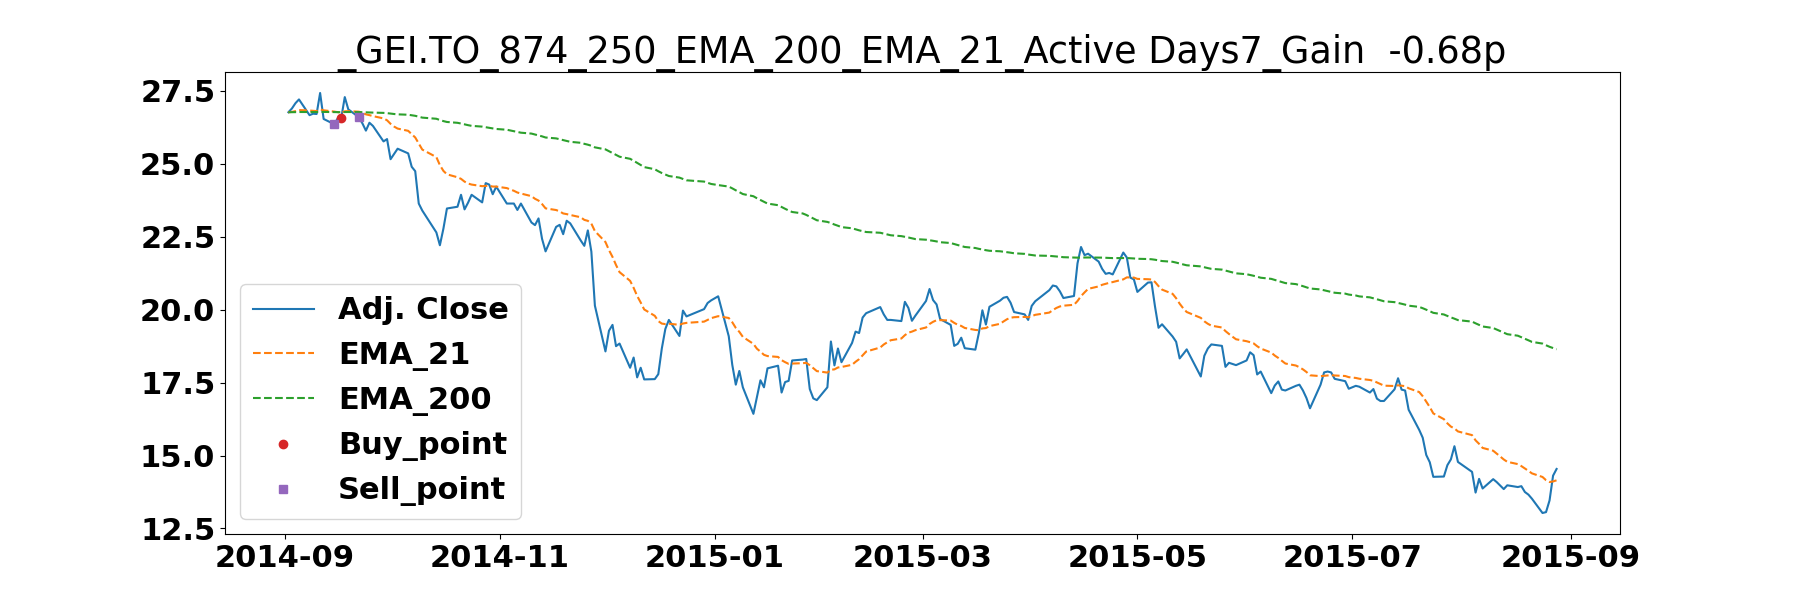 _GEI.TO_874_250_EMA_200_EMA_21_Active Days7_Gain  -0.68p
27.5
25.0
22.5
20.0
17.5
15.0
12.5
Adj. Close
EMA_21
EMA_200
Buy_point
Sell_point
2014-09 2014-11 2015-01 2015-03 2015-05 2015-07 2015-09